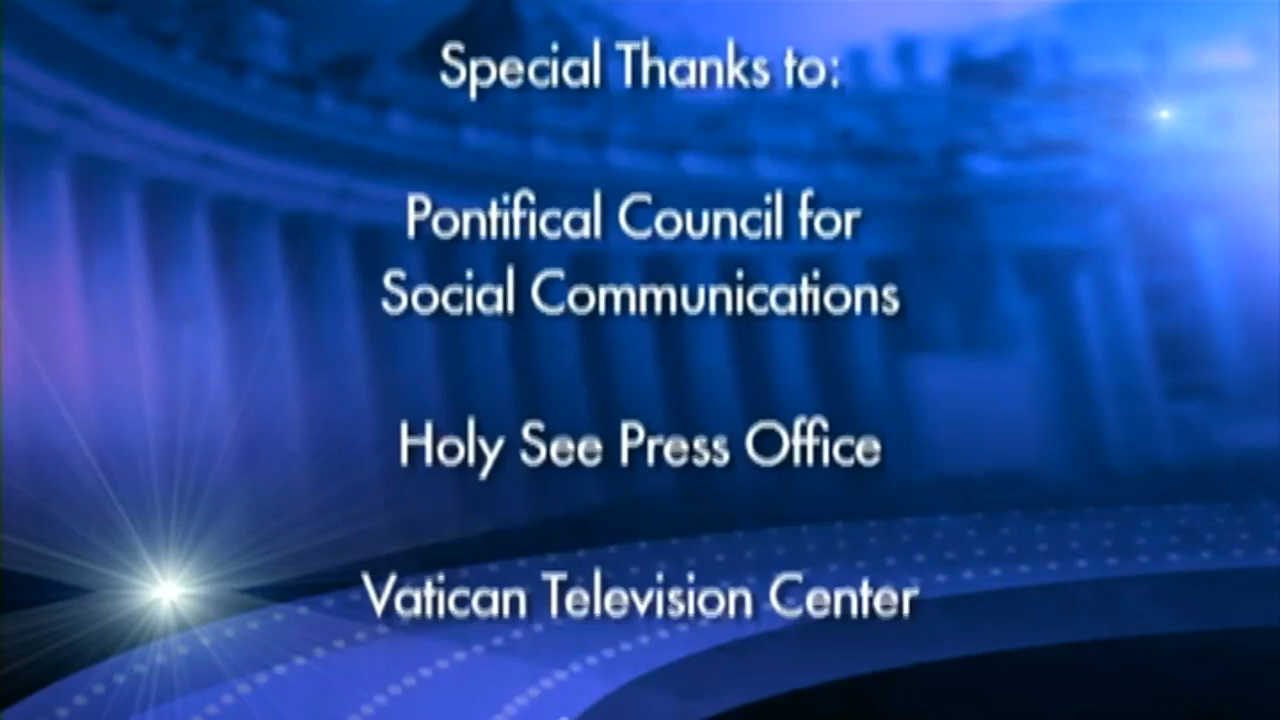 Special Thanks to:
Pontifical Council for
Social Communications
Holy See Press Office
Vatican Television Center